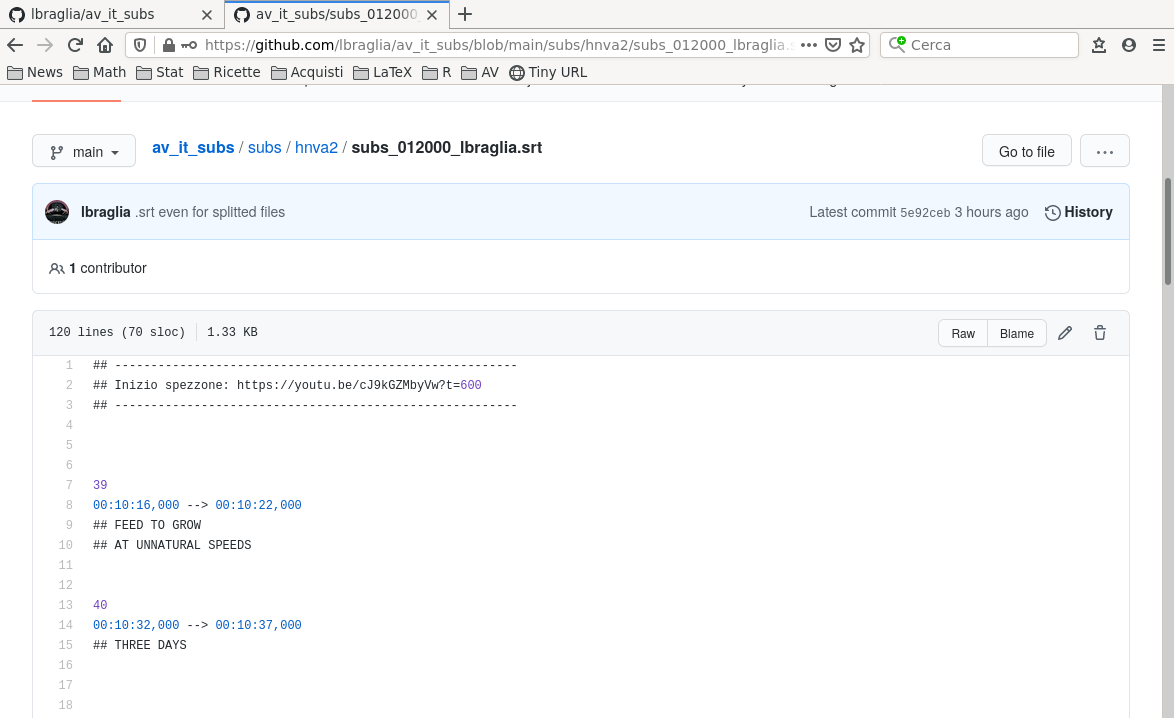 lbraglia/av_it_subs
av_it_subs/subs_012000
https://github.com/lbraglia/av_it_subs/blob/main/subs/hnva2/subs_012000_lbraglia.s
Cerca
News Math Stat Ricette Acquisti LaTeX R AV Tiny URL
main
av_it_subs / subs / hnva2 / subs_012000_lbraglia.srt
Go to file
lbraglia .srt even for splitted files
Latest commit 5e92ceb 3 hours ago
History
1 contributor
120 lines (70 sloc) 1.33 KB
Raw Blame
1 ## --------------------------------------------------------
2 ## Inizio spezzone: https://youtu.be/cJ9kGZMbyVw?t=600
3 ## --------------------------------------------------------
4
5
6
7 39
8 00:10:16,000 --> 00:10:22,000
9 ## FEED TO GROW
10 ## AT UNNATURAL SPEEDS
11
12
13 40
14 00:10:32,000 --> 00:10:37,000
15 ## THREE DAYS
16
17
18